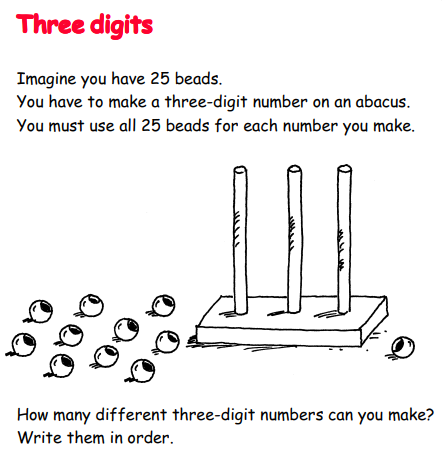 Three digits
Imagine you have 25 beads.
You have to make a three-digit number on an abacus.
You must use all 25 beads for each number you make.
How many different three-digit numbers can you make?
Write them in order.